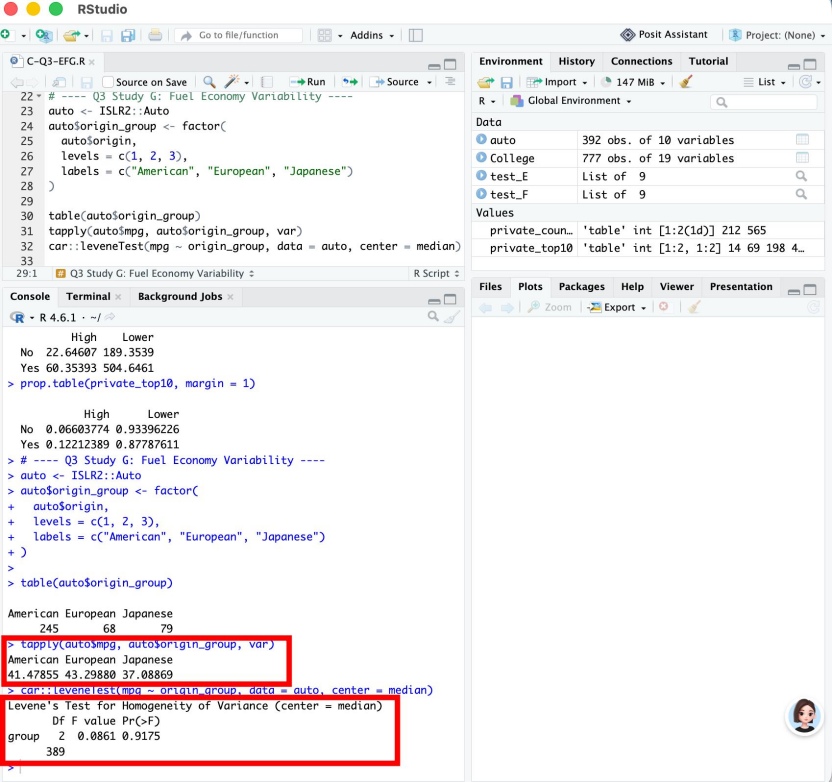 RStudio
Go to file/function
Addins
Posit Assistant
Project: (None)
C-Q3-EFG.R
Source on Save
Run
Source
22 # ---- Q3 Study G: Fuel Economy Variability ----
23 auto <- ISLR2::Auto
24 auto$origin_group <- factor(
25   auto$origin,
26   levels = c(1, 2, 3),
27   labels = c("American", "European", "Japanese")
28 )
29
30 table(auto$origin_group)
31 tapply(auto$mpg, auto$origin_group, var)
32 car::leveneTest(mpg ~ origin_group, data = auto, center = median)
33
29:1 # Q3 Study G: Fuel Economy Variability R Script
Console Terminal Background Jobs
R R 4.6.1 · ~/
         High    Lower
No  22.64607 189.3539
Yes 60.35393 504.6461
> prop.table(private_top10, margin = 1)
           High      Lower
No  0.06603774 0.93396226
Yes 0.12212389 0.87787611
> # ---- Q3 Study G: Fuel Economy Variability ----
> auto <- ISLR2::Auto
> auto$origin_group <- factor(
+   auto$origin,
+   levels = c(1, 2, 3),
+   labels = c("American", "European", "Japanese")
+ )
>
> table(auto$origin_group)
American European Japanese
     245       68       79
> tapply(auto$mpg, auto$origin_group, var)
American European Japanese
41.47855 43.29880 37.08869
> car::leveneTest(mpg ~ origin_group, data = auto, center = median)
Levene's Test for Homogeneity of Variance (center = median)
       Df F value Pr(>F)
group   2  0.0861 0.9175
      389
>
Environment History Connections Tutorial
Import 147 MiB List
R Global Environment
Data
auto 392 obs. of 10 variables
College 777 obs. of 19 variables
test_E List of 9
test_F List of 9
Values
private_coun… 'table' int [1:2(1d)] 212 565
private_top10 'table' int [1:2, 1:2] 14 69 198 4…
Files Plots Packages Help Viewer Presentation
Zoom Export